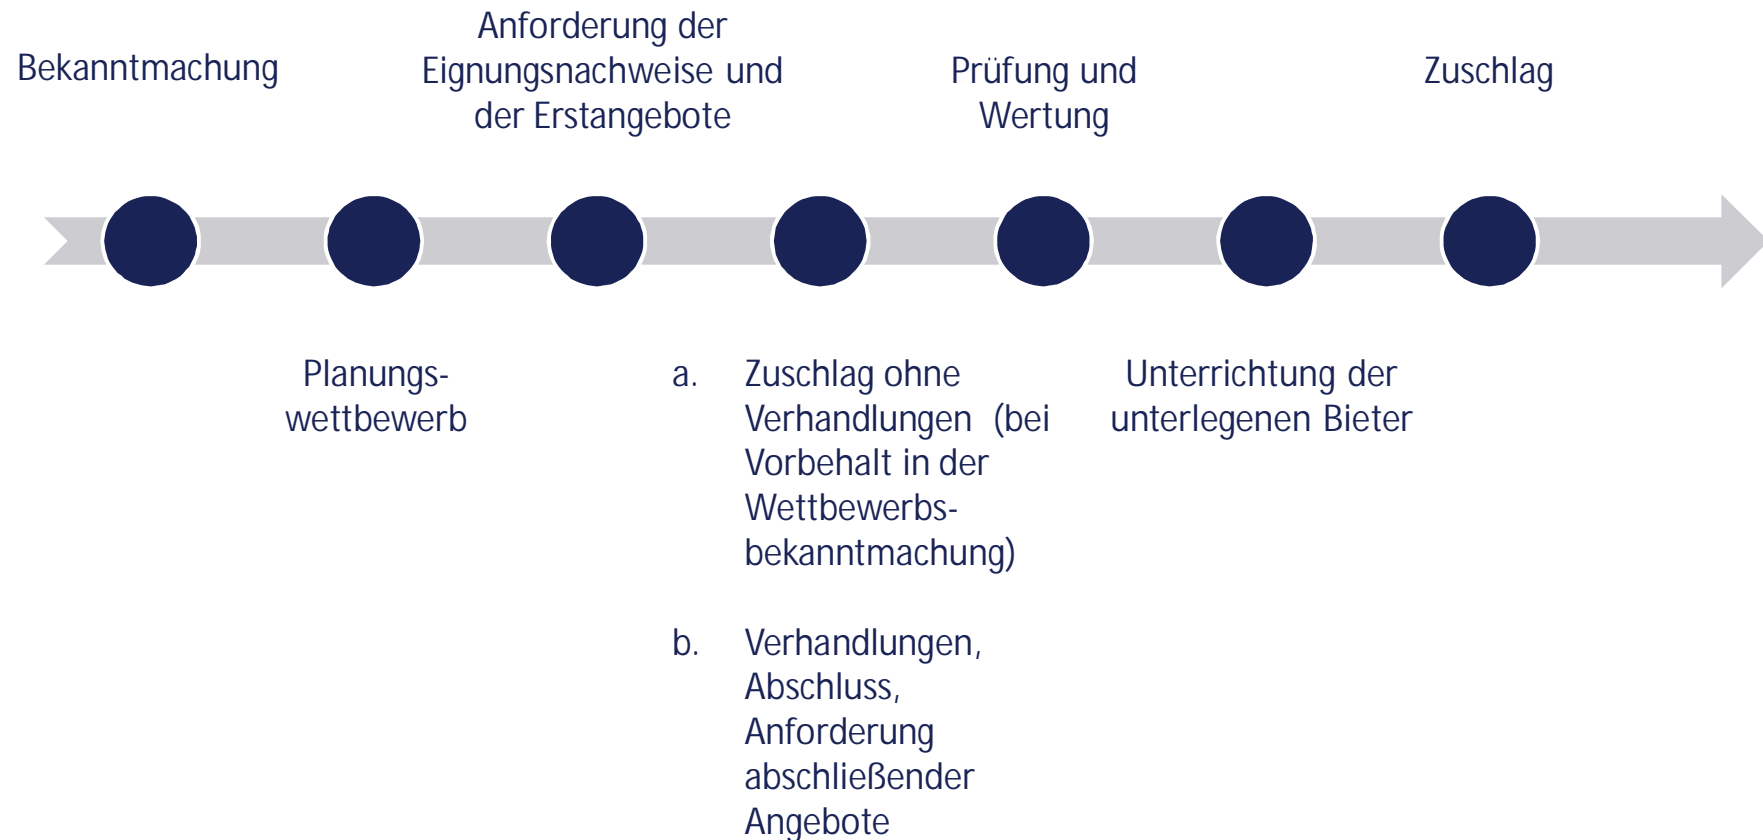 Bekanntmachung
Anforderung der
Eignungsnachweise und
der Erstangebote
Prüfung und
Wertung
Zuschlag
Planungs-
wettbewerb
a. Zuschlag ohne
Verhandlungen (bei
Vorbehalt in der
Wettbewerbs-
bekanntmachung)
b. Verhandlungen,
Abschluss,
Anforderung
abschließender
Angebote
Unterrichtung der
unterlegenen Bieter